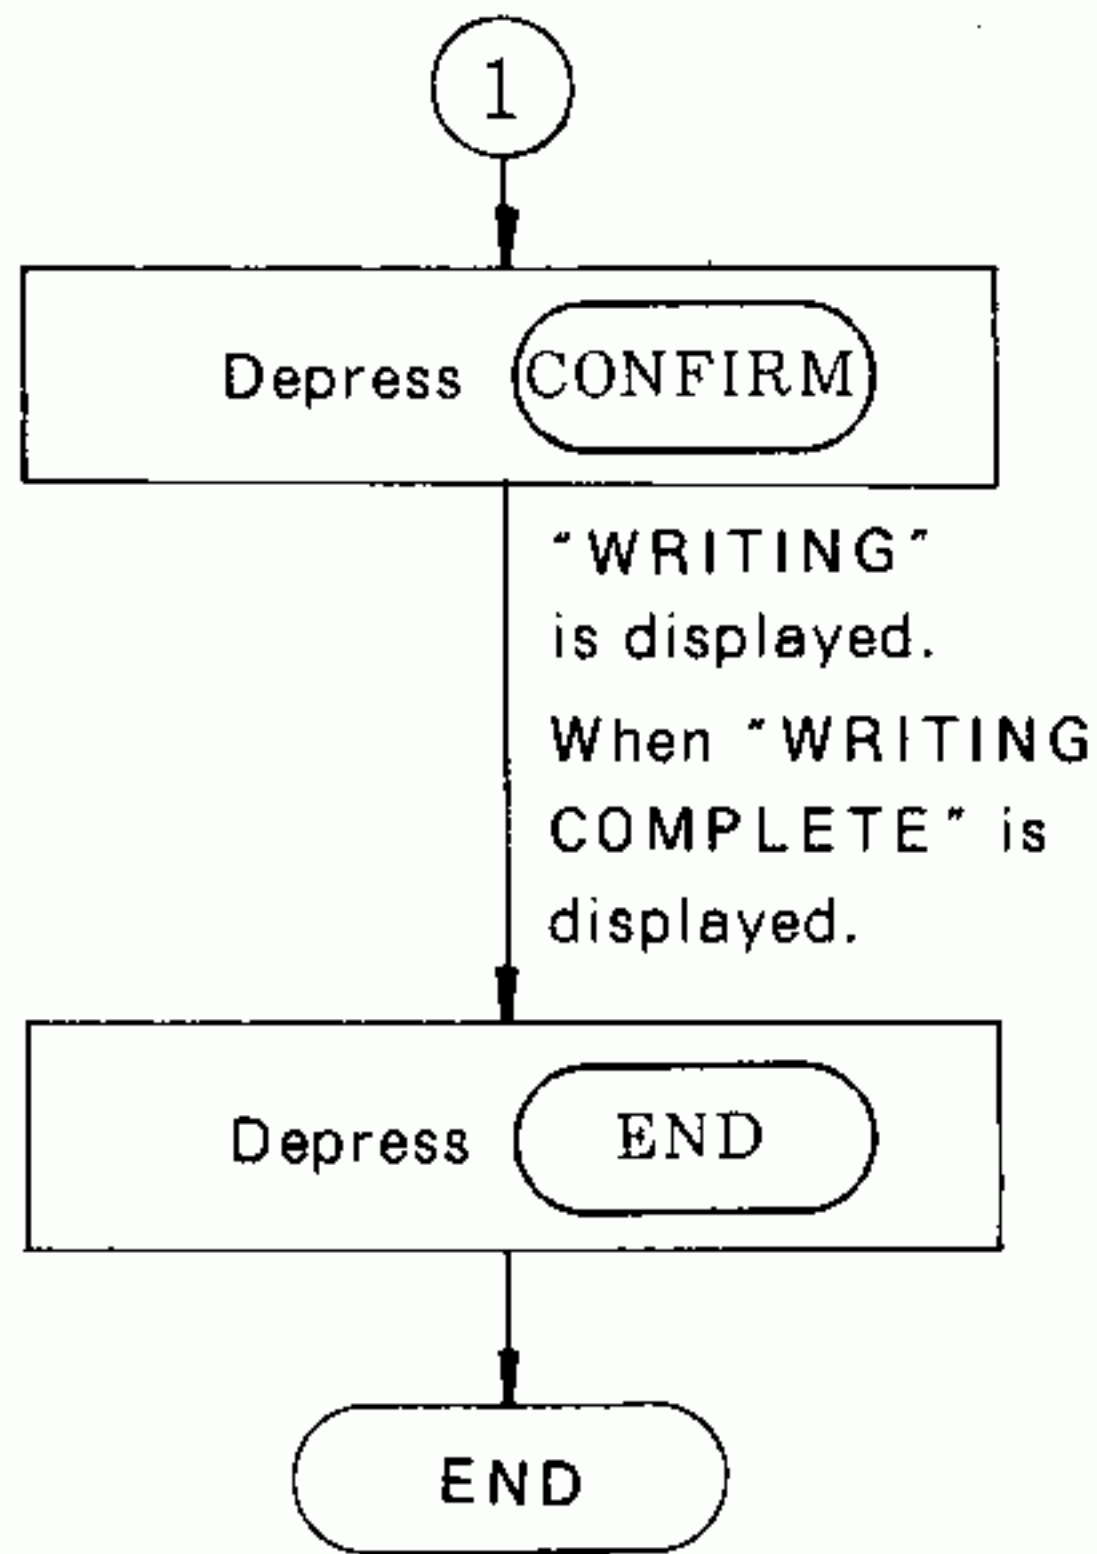 1
Depress CONFIRM
"WRITING"
is displayed.
When "WRITING
COMPLETE" is
displayed.
Depress END
END